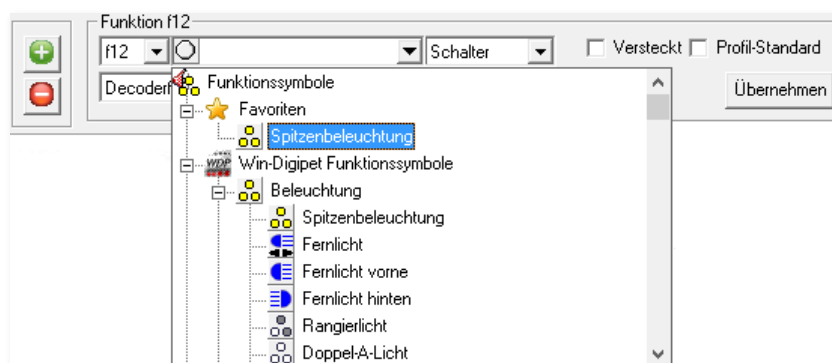 Funktion f12
f12 Schalter Versteckt Profil-Standard
Funktionssymbole
Übernehmen
Favoriten
Spitzenbeleuchtung
WDP Win-Digipet Funktionssymbole
Beleuchtung
Spitzenbeleuchtung
Fernlicht
Fernlicht vorne
Fernlicht hinten
Rangierlicht
Doppel-A-Licht